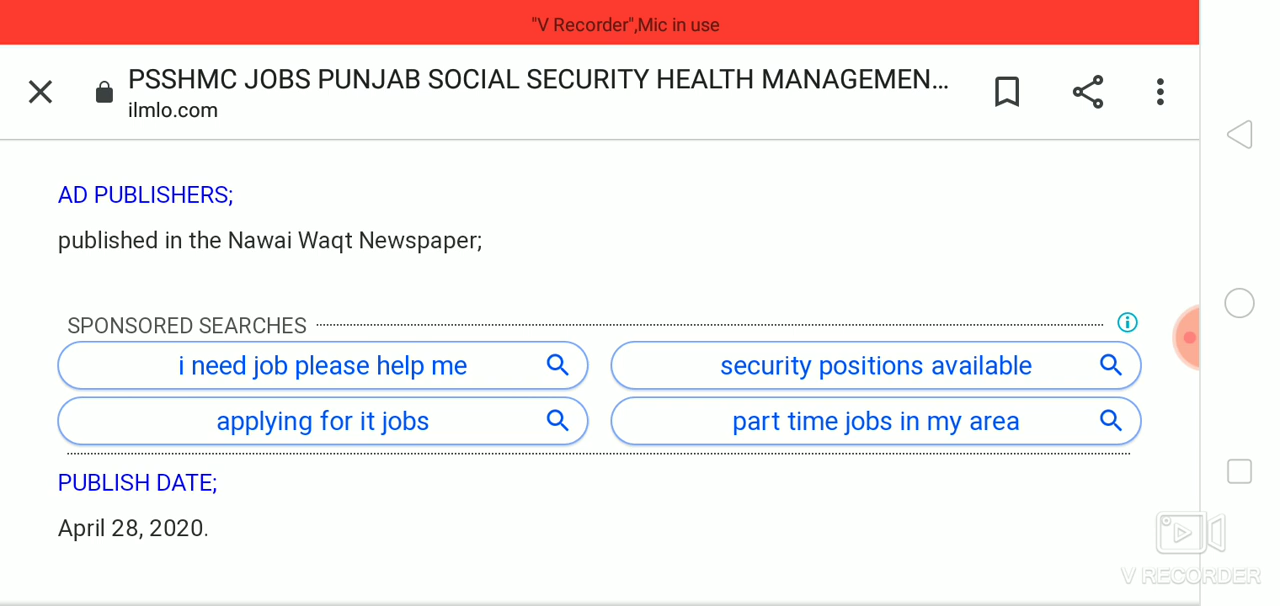 "V Recorder",Mic in use
PSSHMC JOBS PUNJAB SOCIAL SECURITY HEALTH MANAGEMEN...
ilmlo.com
AD PUBLISHERS;
published in the Nawai Waqt Newspaper;
SPONSORED SEARCHES
i need job please help me
security positions available
applying for it jobs
part time jobs in my area
PUBLISH DATE;
April 28, 2020.
V RECORDER